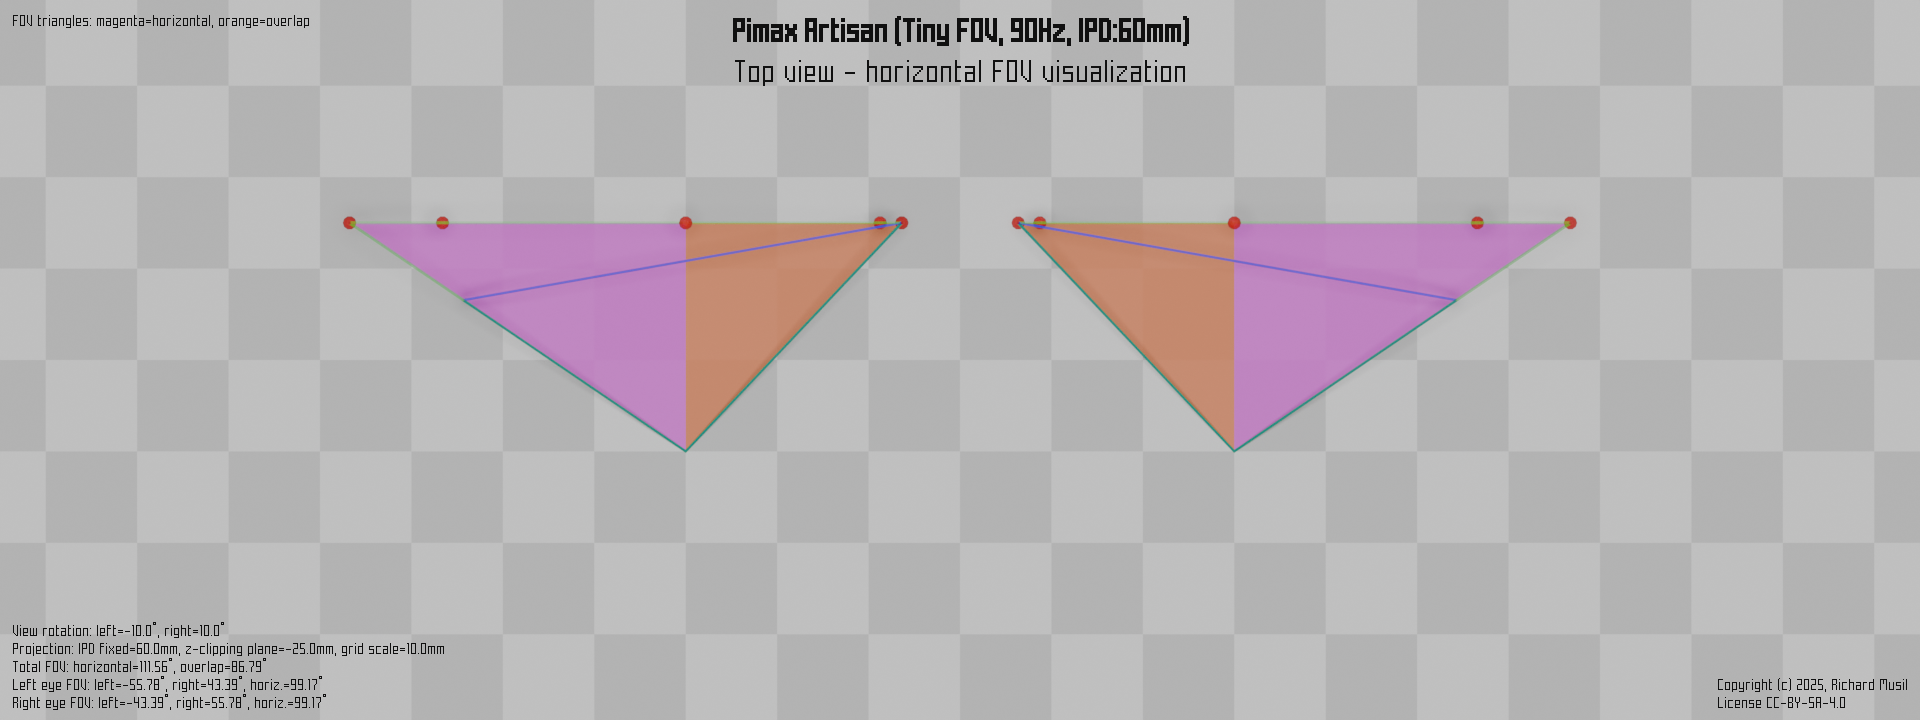 FOV triangles: magenta=horizontal, orange=overlap
Pimax Artisan (Tiny FOV, 90Hz, IPD:60mm)
Top view - horizontal FOV visualization
View rotation: left=-10.0°, right=10.0°
Projection: IPD fixed=60.0mm, z-clipping plane=-25.0mm, grid scale=10.0mm
Total FOV: horizontal=111.56°, overlap=86.79°
Left eye FOV: left=-55.78°, right=43.39°, horiz.=99.17°
Right eye FOV: left=-43.39°, right=55.78°, horiz.=99.17°
Copyright (c) 2025, Richard Musil
License CC-BY-SA-4.0